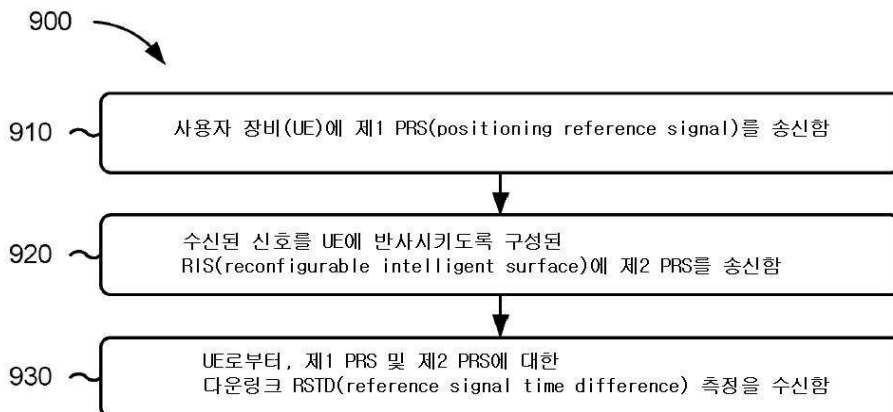 900
910
사용자 장비(UE)에 제1 PRS(positioning reference signal)를 송신함
920
수신된 신호를 UE에 반사시키도록 구성된
RIS(reconfigurable intelligent surface)에 제2 PRS를 송신함
930
UE로부터, 제1 PRS 및 제2 PRS에 대한
다운링크 RSTD(reference signal time difference) 측정을 수신함